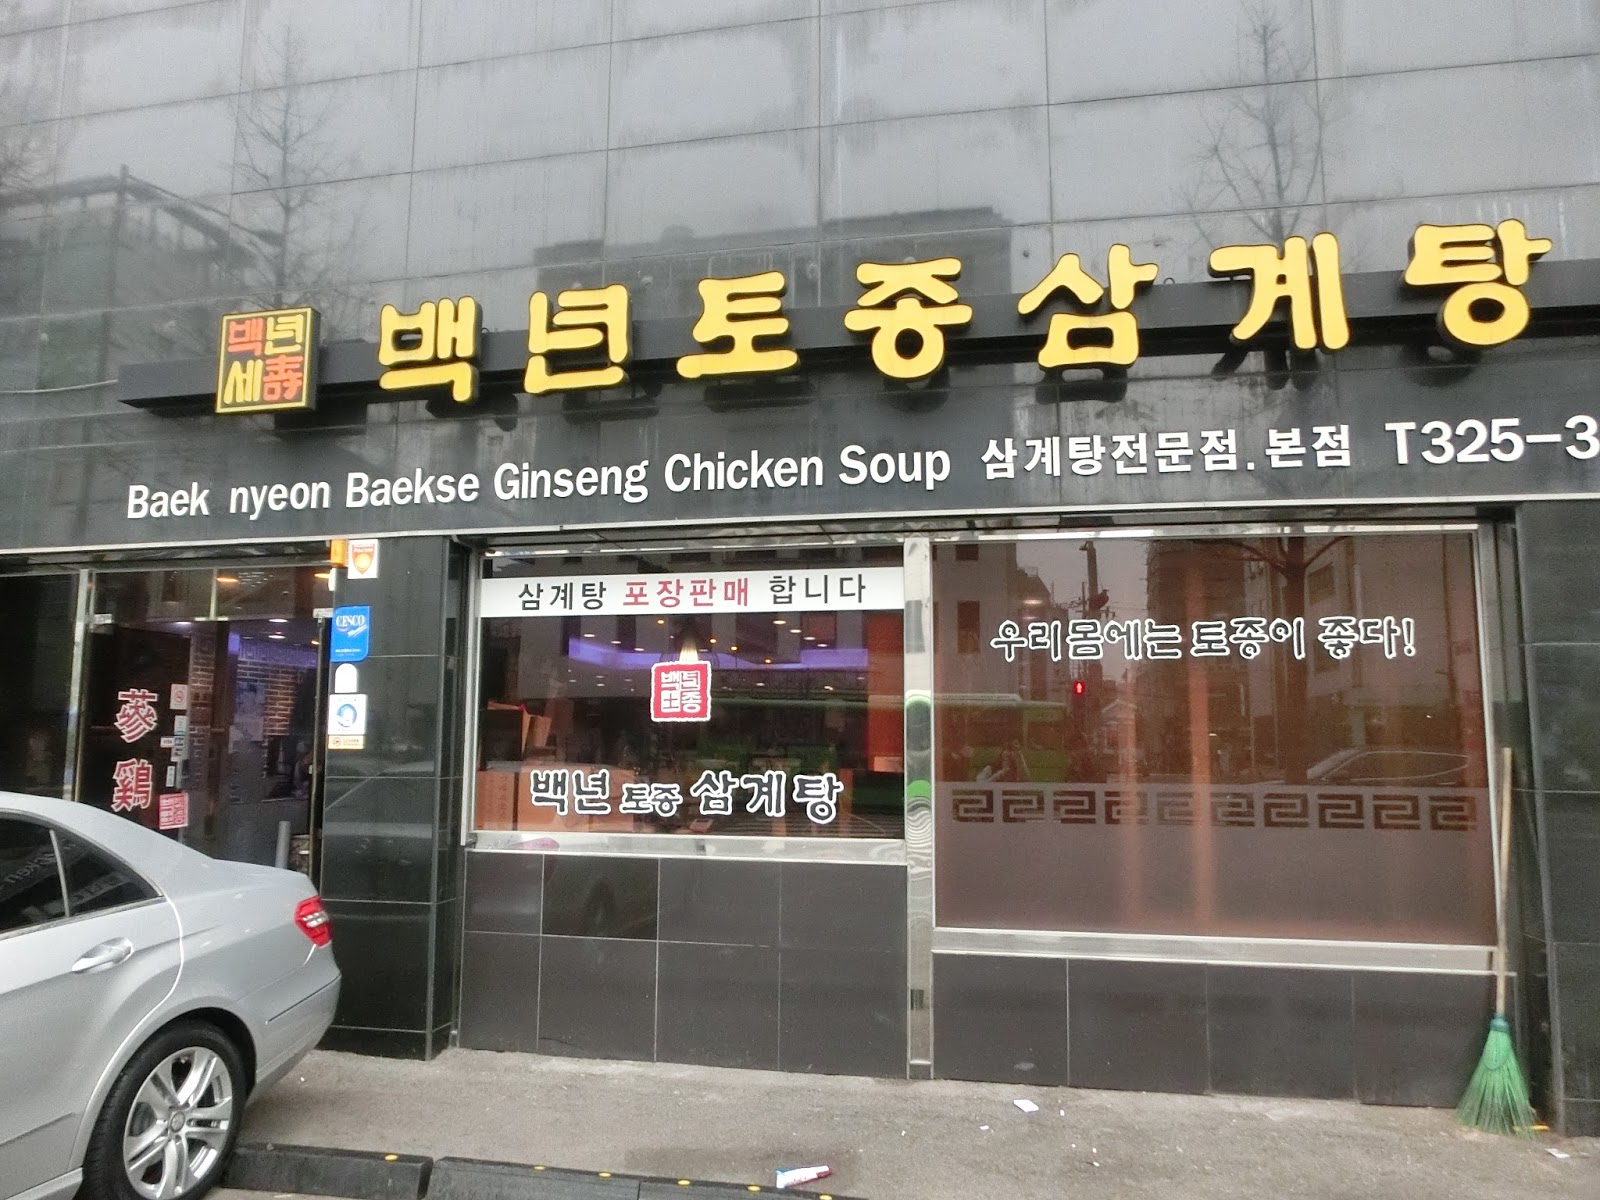 백년
세壽
백년토종삼계탕
Baek nyeon Baekse Ginseng Chicken Soup 삼계탕전문점.본점 T325-3
삼계탕 포장판매 합니다
CESCO
우리몸에는 토종이 좋다!
백년
토종
蔘
鷄
백년 토종 삼계탕